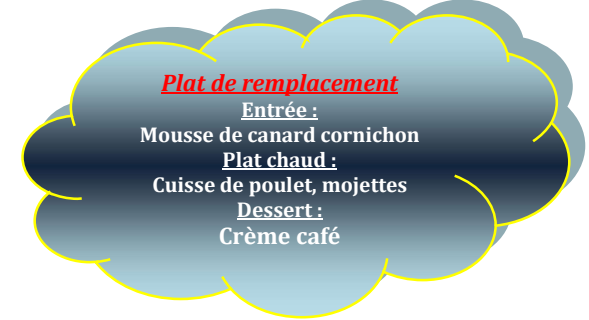 Plat de remplacement
Entrée :
Mousse de canard cornichon
Plat chaud :
Cuisse de poulet, mojettes
Dessert :
Crème café